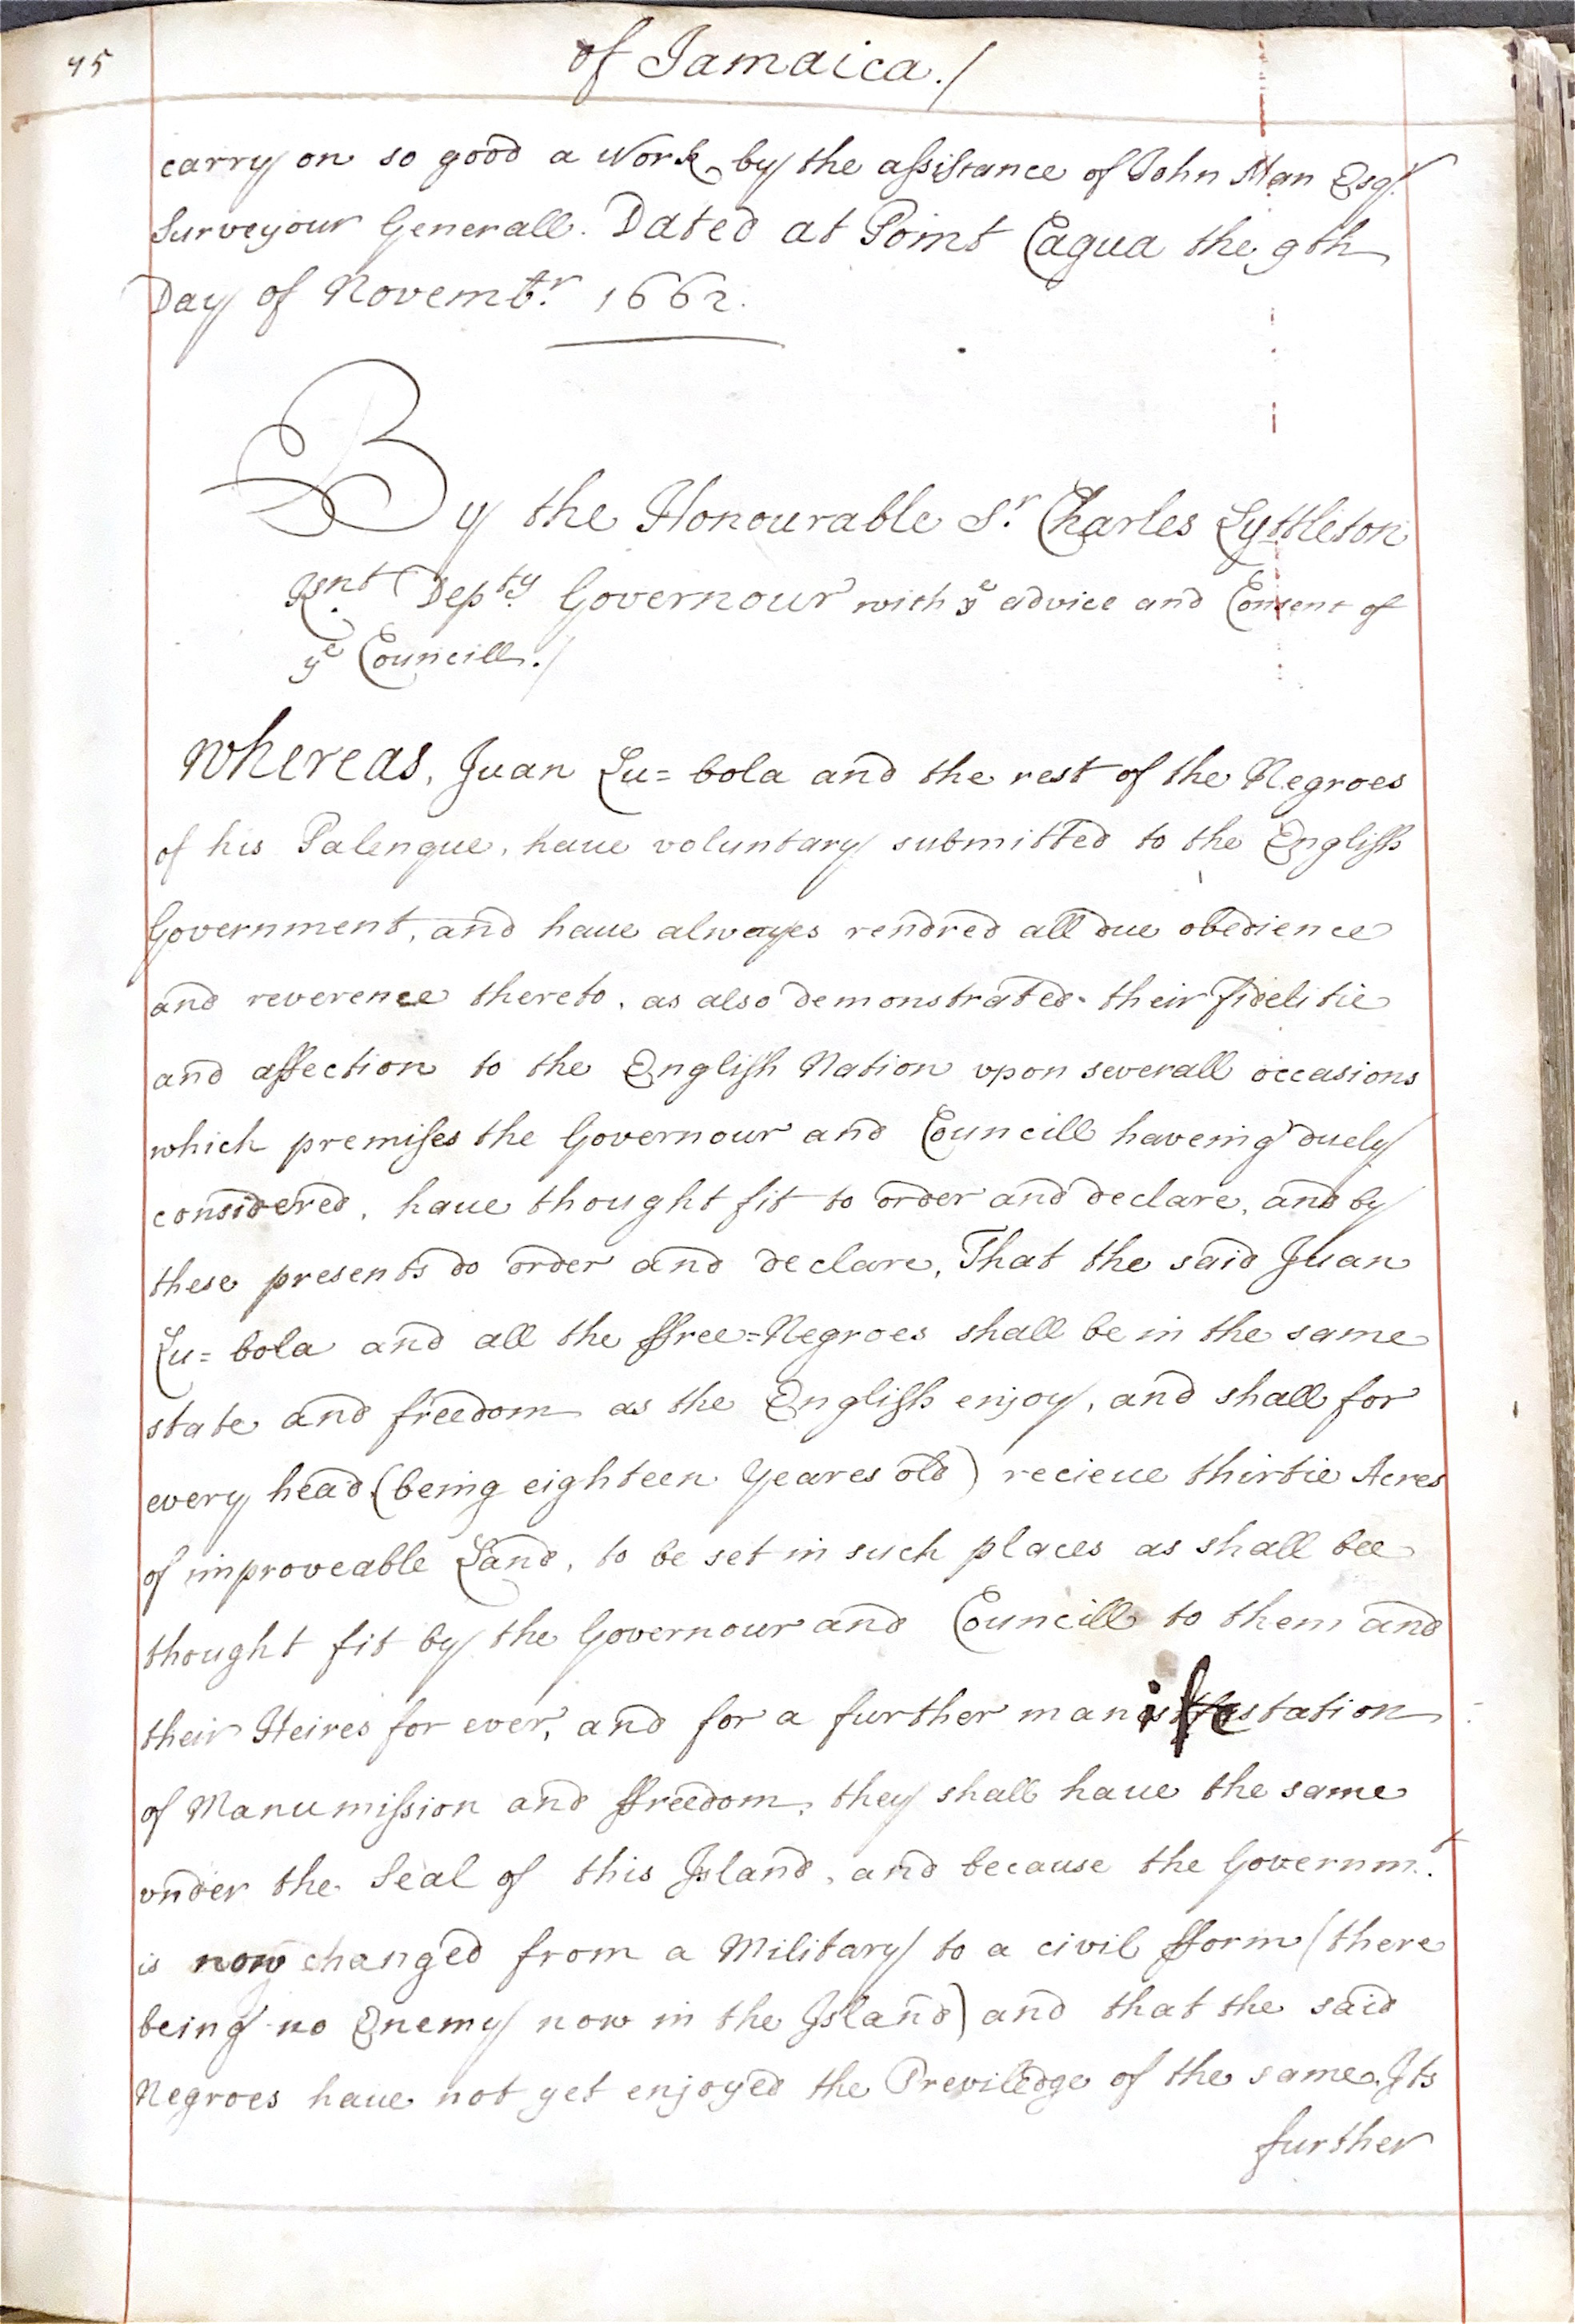 45
of Jamaica./
carry on so good a Work by the assistance of John Man Esqr.
Surveyour Generall. Dated at Point Cagua the 9th
Day of Novembr. 1662.
By the Honourable Sr. Charles Lyttleton
Knt. Depty. Governour with ye advice and Consent of
ye Councill./
Whereas, Juan Lu=bola and the rest of the Negroes
of his Palenque, haue voluntary submitted to the English
Government, and haue alwayes rendred all due obedience
and reverence thereto, as also demonstrated their fidelitie
and affection to the English Nation vpon severall occasions
which premises the Governour and Councill haveing duely
considered, haue thought fit to order and declare, and by
these presents do order and declare, That the said Juan
Lu=bola and all the ffree=Negroes shall be in the same
state and freedom as the English enjoy, and shall for
every head (being eighteen Yeares old) recieue thirtie Acres
of improveable Land, to be set in such places as shall bee
thought fit by the Governour and Councill to them and
their Heires for ever, and for a further manifestation
of Manumission and ffreedom, they shall haue the same
vnder the Seal of this Island, and because the Governmt.
is now changed from a Military to a civil fform (there
being no Enemy now in the Island) and that the said
Negroes haue not yet enjoyed the Previledge of the same, Its
further